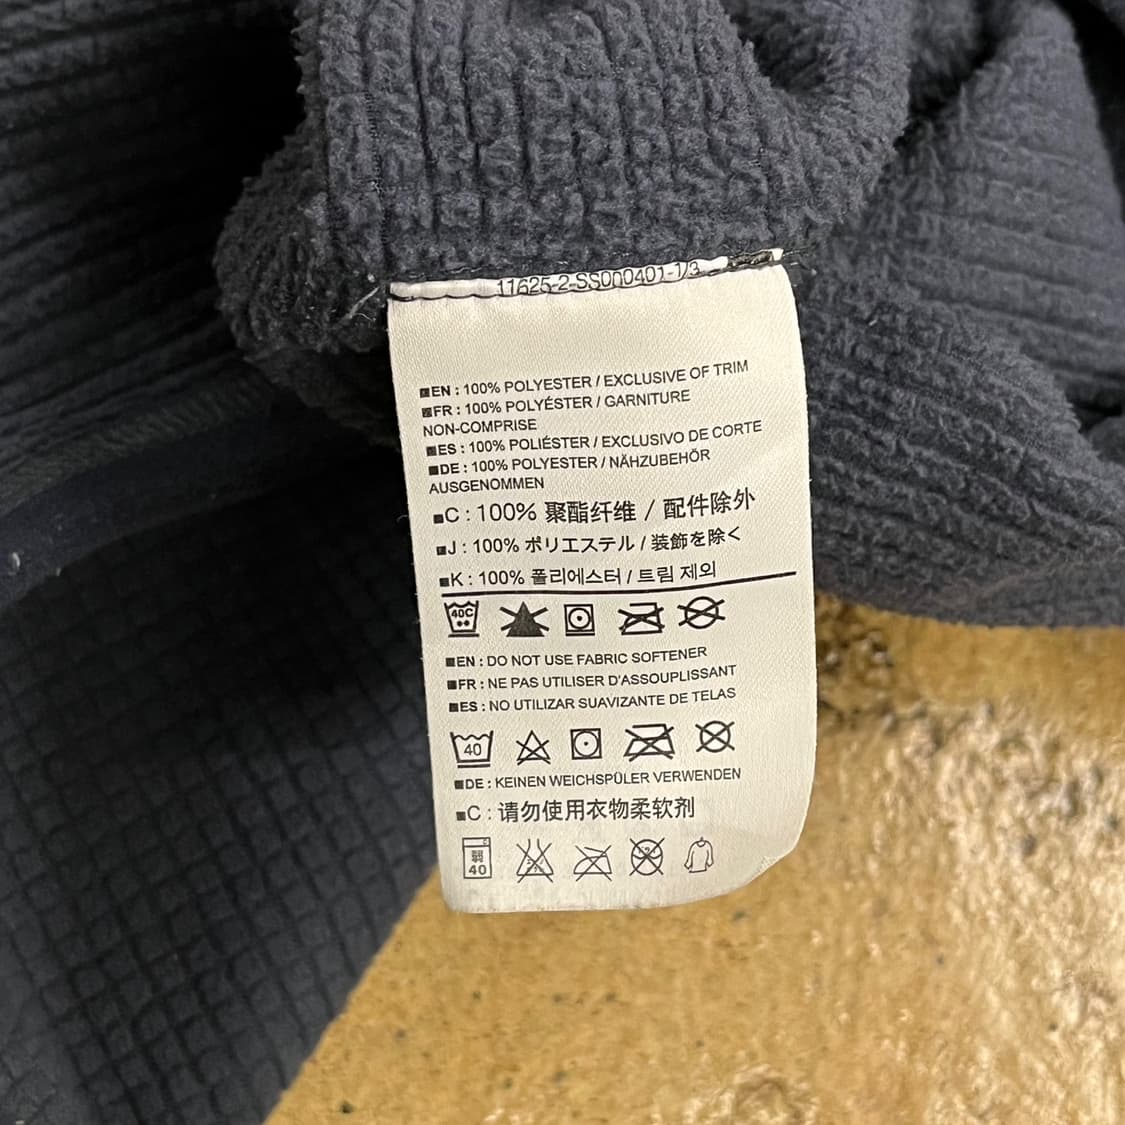 11625-2-SS000401-1/3
■EN : 100% POLYESTER / EXCLUSIVE OF TRIM
■FR : 100% POLYÉSTER / GARNITURE
NON-COMPRISE
■ES : 100% POLIÉSTER / EXCLUSIVO DE CORTE
■DE : 100% POLYESTER / NÄHZUBEHÖR
AUSGENOMMEN
■C : 100% 聚酯纤维 / 配件除外
■J : 100% ポリエステル / 装飾を除く
■K : 100% 폴리에스터 / 트림 제외
40C
■EN : DO NOT USE FABRIC SOFTENER
■FR : NE PAS UTILISER D'ASSOUPLISSANT
■ES : NO UTILIZAR SUAVIZANTE DE TELAS
40
■DE : KEINEN WEICHSPÜLER VERWENDEN
■C : 请勿使用衣物柔软剂
弱
40